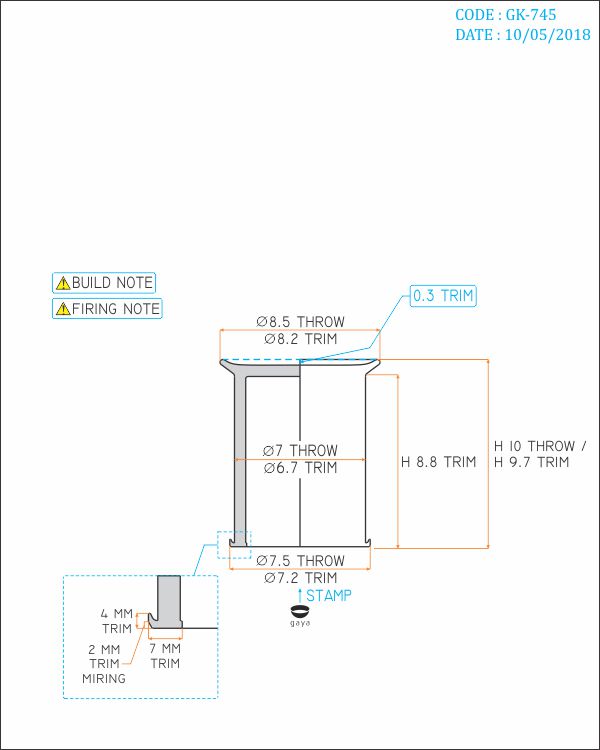 CODE : GK-745
DATE : 10/05/2018
BUILD NOTE
FIRING NOTE
0.3 TRIM
Ø8.5 THROW
Ø8.2 TRIM
Ø7 THROW
Ø6.7 TRIM
H 8.8 TRIM
H 10 THROW /
H 9.7 TRIM
Ø7.5 THROW
Ø7.2 TRIM
STAMP
gaya
4 MM
TRIM
2 MM
TRIM
MIRING
7 MM
TRIM